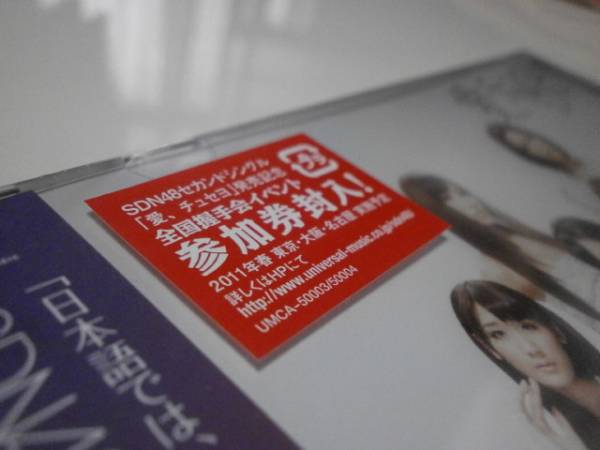 SDN48セカンドシングル
「愛、チュセヨ」発売記念
全国握手会イベント
参加券封入!
2011年春 東京・大阪・名古屋 実施予定
詳しくはHPにて
http://www.universal-music.co.jp/sdn48/
UMCA-50003/50004
「日本語では、
SDN4